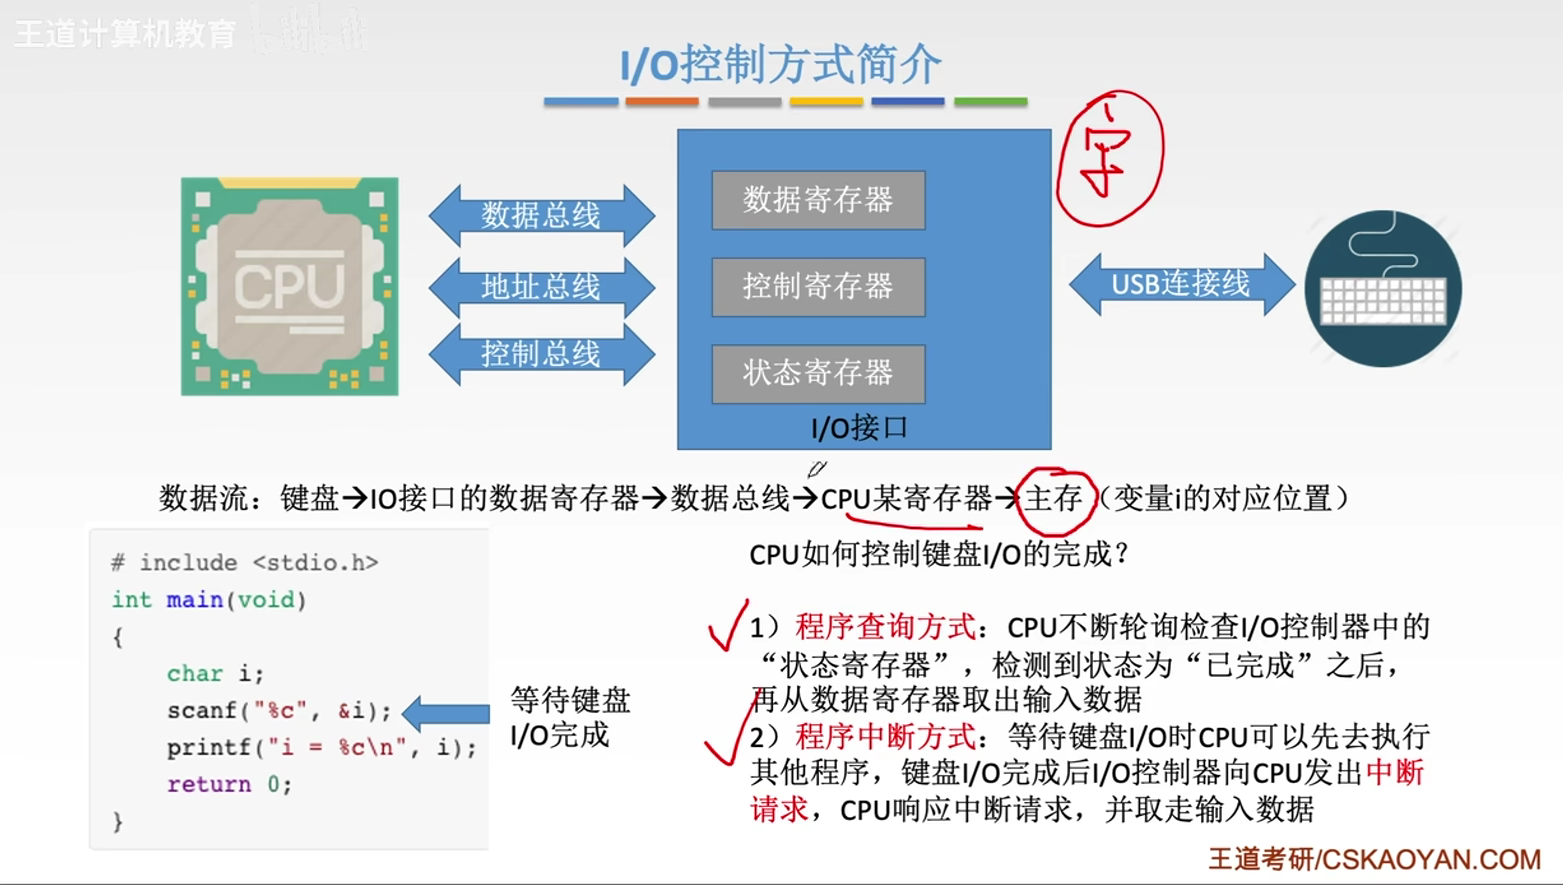 王道计算机教育
I/O控制方式简介
字
CPU
数据总线
地址总线
控制总线
数据寄存器
控制寄存器
状态寄存器
I/O接口
USB连接线
数据流：键盘→IO接口的数据寄存器→数据总线→CPU某寄存器→主存（变量i的对应位置）
# include <stdio.h>
int main(void)
{
    char i;
    scanf("%c", &i);
    printf("i = %c\n", i);
    return 0;
}
等待键盘
I/O完成
CPU如何控制键盘I/O的完成？
1）程序查询方式：CPU不断轮询检查I/O控制器中的
“状态寄存器”，检测到状态为“已完成”之后，
再从数据寄存器取出输入数据
2）程序中断方式：等待键盘I/O时CPU可以先去执行
其他程序，键盘I/O完成后I/O控制器向CPU发出中断
请求，CPU响应中断请求，并取走输入数据
王道考研/CSKAOYAN.COM